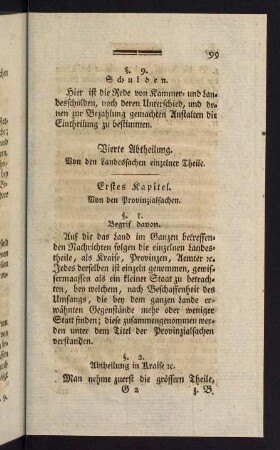 99
§. 9.
Schulden.
Hier ist die Rede von Kammer- und Lan-
desschulden, nach deren Unterschied, und de-
nen zur Bezahlung gemachten Anstalten die
Eintheilung zu bestimmen.
Vierte Abtheilung.
Von den Landessachen einzelner Theile.
Erstes Kapitel.
Von den Provinzialsachen.
§. 1.
Begrif davon.
Auf die das Land im Ganzen betreffen-
den Nachrichten folgen die einzelnen Landes-
theile, als Kraise, Provinzen, Aemter ꝛc.
Jedes derselben ist einzeln genommen, gewis-
sermaassen als ein kleiner Staat zu betrach-
ten, bey welchem, nach Beschaffenheit des
Umfangs, die bey dem ganzen Lande er-
wähnten Gegenstände mehr oder weniger
Statt finden; diese zusammengenommen wer-
den unter dem Titel der Provinzialsachen
verstanden.
§. 2.
Abtheilung in Kraise ꝛc.
Man nehme zuerst die grössern Theile,
G 2 z. B.